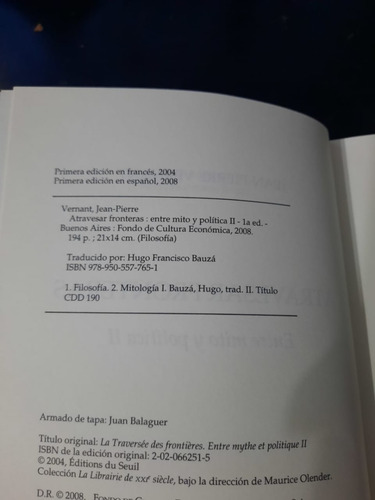 Primera edición en francés, 2004
Primera edición en español, 2008
Vernant, Jean-Pierre
Atravesar fronteras : entre mito y política II - 1a ed. -
Buenos Aires : Fondo de Cultura Económica, 2008.
194 p. ; 21x14 cm. (Filosofía)
Traducido por: Hugo Francisco Bauzá
ISBN 978-950-557-765-1
1. Filosofía. 2. Mitología I. Bauzá, Hugo, trad. II. Título
CDD 190
Armado de tapa: Juan Balaguer
Título original: La Traversée des frontières. Entre mythe et politique II
ISBN de la edición original: 2-02-066251-5
© 2004, Éditions du Seuil
Colección La Librairie de XXIe siècle, bajo la dirección de Maurice Olender.
D.R. © 2008, Fondo de